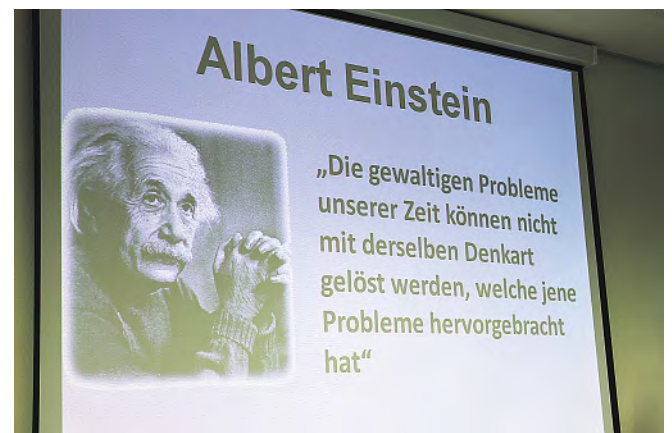 Albert Einstein
„Die gewaltigen Probleme
unserer Zeit können nicht
mit derselben Denkart
gelöst werden, welche jene
Probleme hervorgebracht
hat“